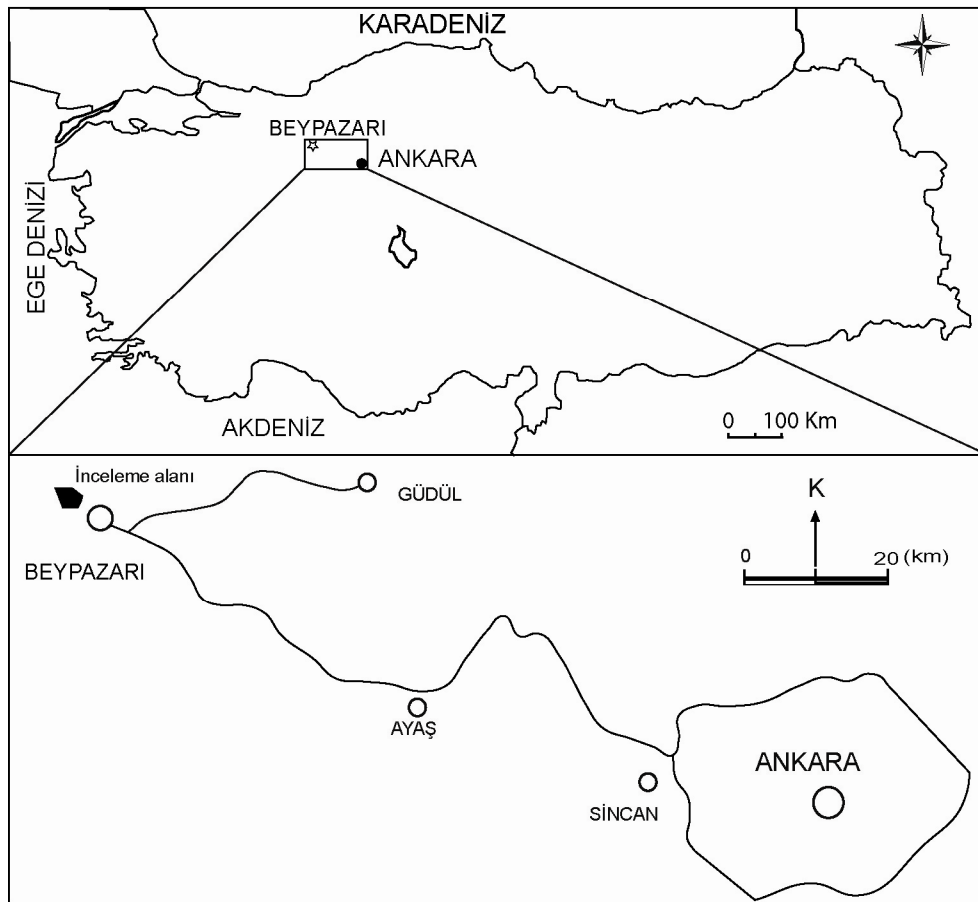 KARADENİZ
BEYPAZARI
ANKARA
EGE DENİZİ
AKDENİZ
0 100 Km
İnceleme alanı
GÜDÜL
K
BEYPAZARI
0 20 (km)
AYAŞ
ANKARA
SİNCAN